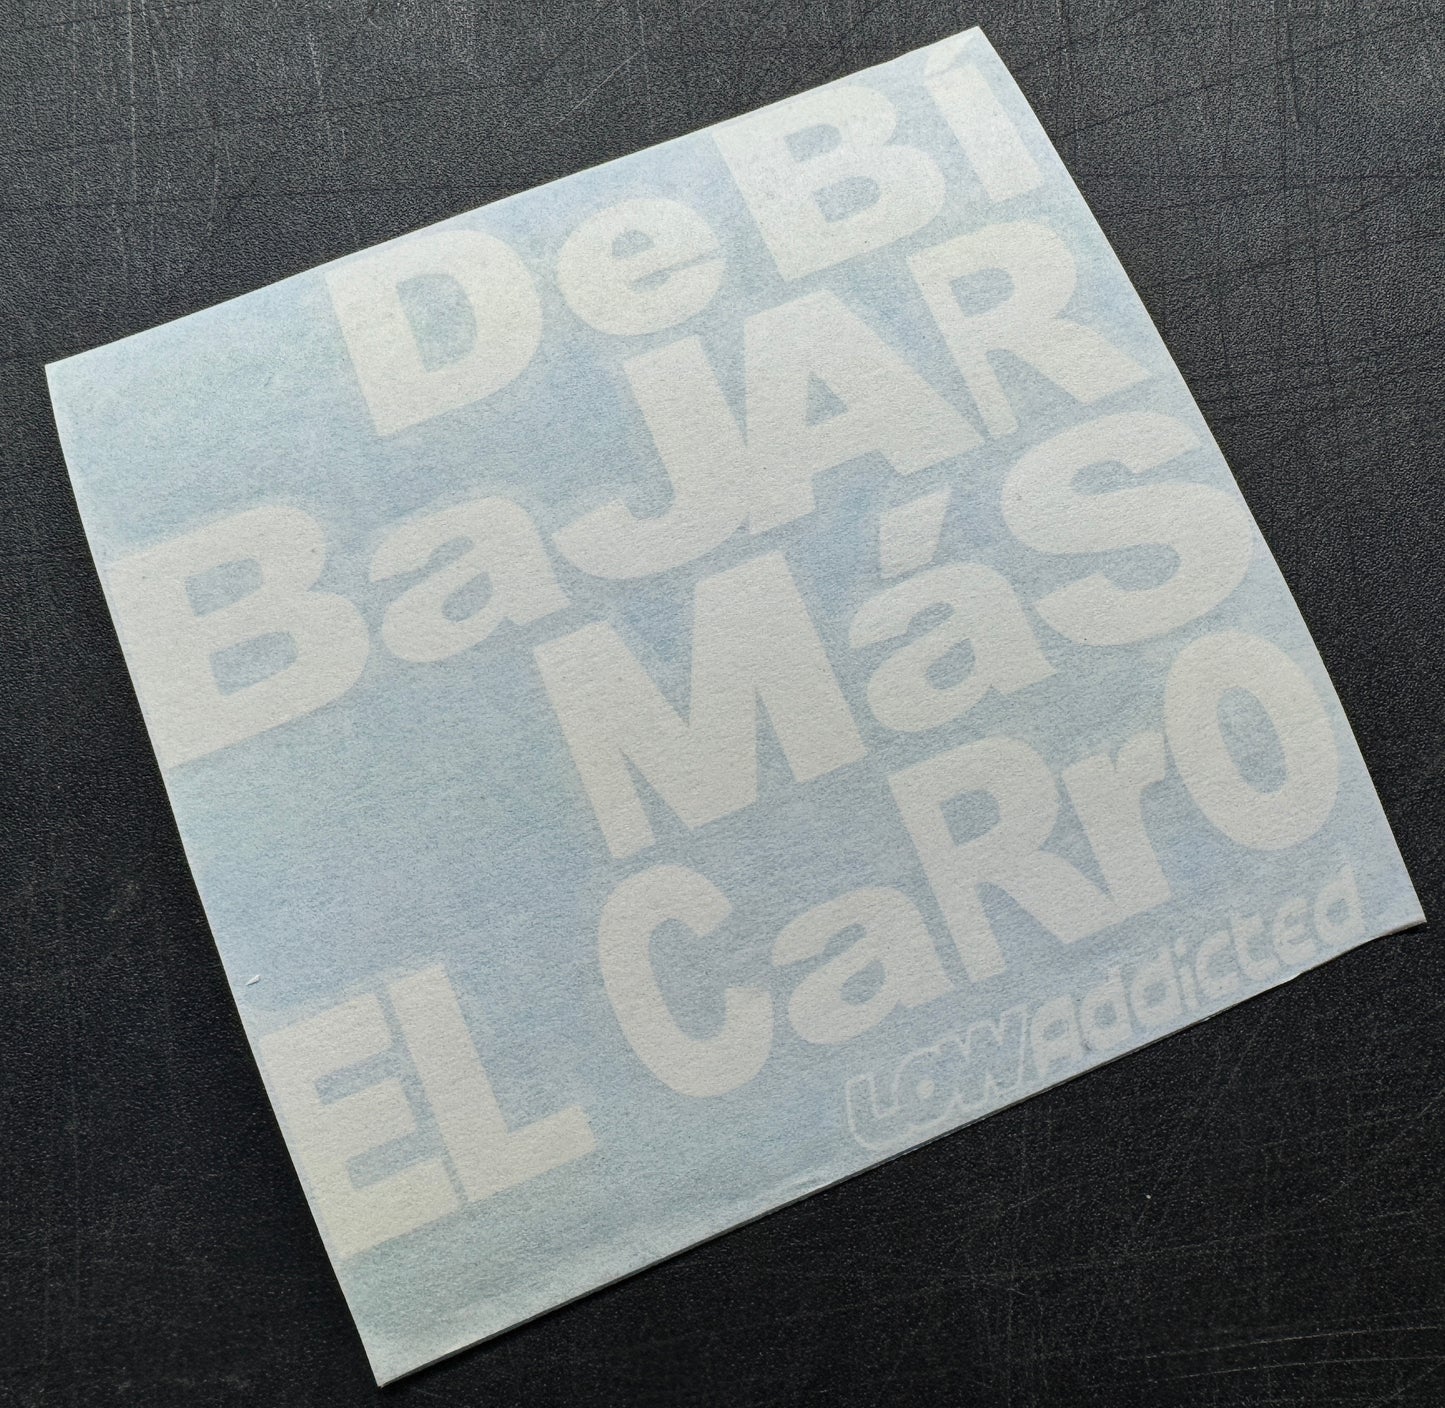 DeBÍ
BaJAR
MáS
EL CaRrO
LOWAddicted